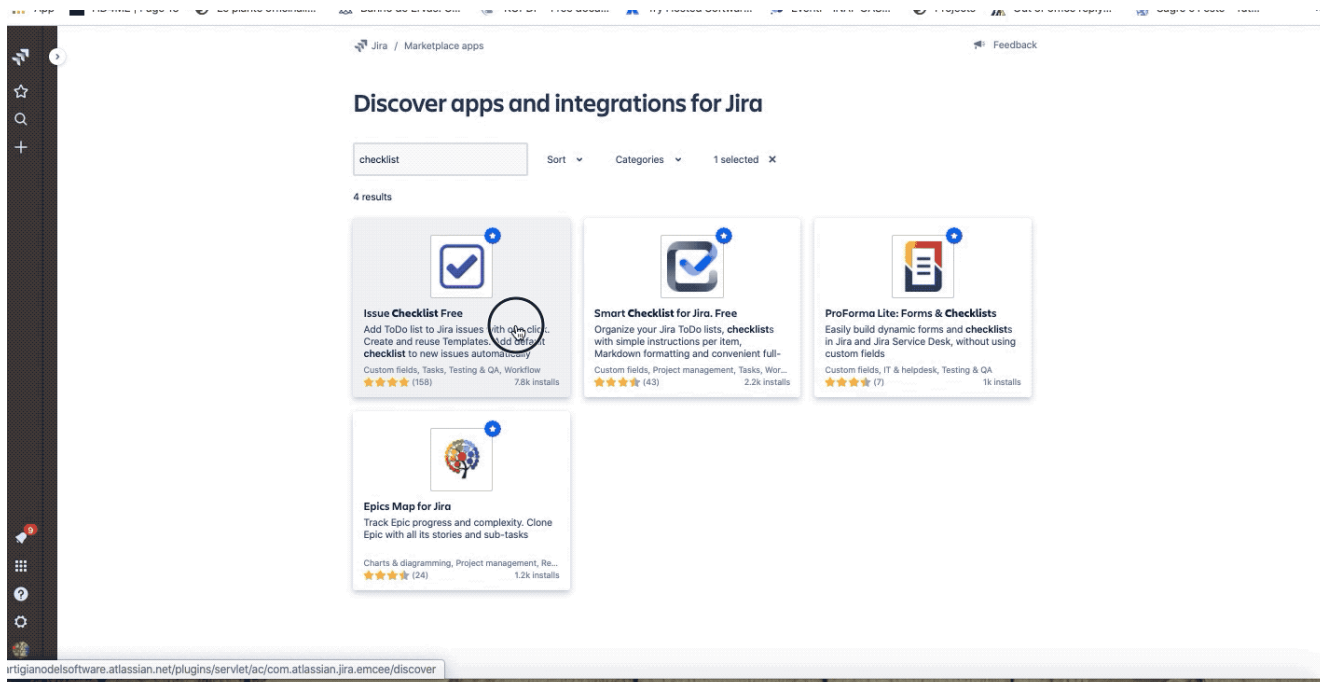 Jira / Marketplace apps
Feedback
Discover apps and integrations for Jira
checklist
Sort
Categories
1 selected ×
4 results
Issue Checklist Free
Add ToDo list to Jira issues with one click.
Create and reuse Templates. Add default
checklist to new issues automatically
Custom fields, Tasks, Testing & QA, Workflow
(158) 7.8k installs
Smart Checklist for Jira. Free
Organize your Jira ToDo lists, checklists
with simple instructions per item,
Markdown formatting and convenient full-
Custom fields, Project management, Tasks, Wor...
(43) 2.2k installs
ProForma Lite: Forms & Checklists
Easily build dynamic forms and checklists
in Jira and Jira Service Desk, without using
custom fields
Custom fields, IT & helpdesk, Testing & QA
(7) 1k installs
Epics Map for Jira
Track Epic progress and complexity. Clone
Epic with all its stories and sub-tasks
Charts & diagramming, Project management, Re...
(24) 1.2k installs
9
rtigianodelsoftware.atlassian.net/plugins/servlet/ac/com.atlassian.jira.emcee/discover